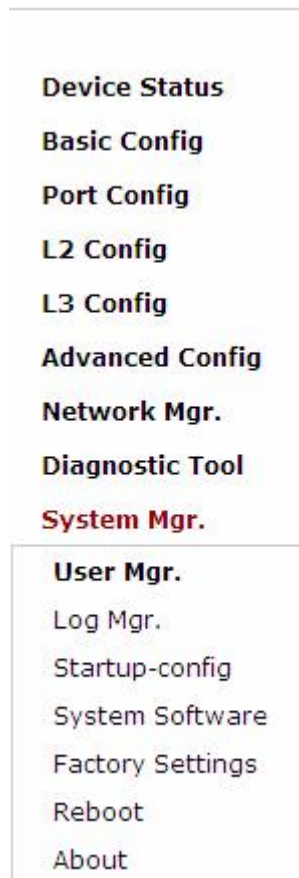 Device Status
Basic Config
Port Config
L2 Config
L3 Config
Advanced Config
Network Mgr.
Diagnostic Tool
System Mgr.
User Mgr.
Log Mgr.
Startup-config
System Software
Factory Settings
Reboot
About